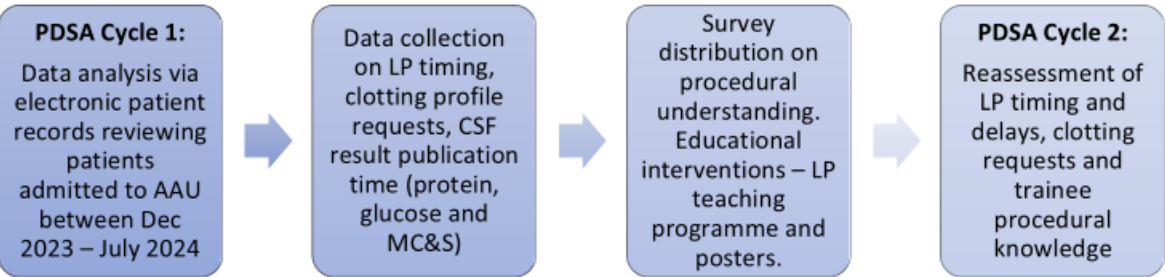 PDSA Cycle 1:
Data analysis via
electronic patient
records reviewing
patients
admitted to AAU
between Dec
2023 – July 2024
Data collection
on LP timing,
clotting profile
requests, CSF
result publication
time (protein,
glucose and
MC&S)
Survey
distribution on
procedural
understanding.
Educational
interventions – LP
teaching
programme and
posters.
PDSA Cycle 2:
Reassessment of
LP timing and
delays, clotting
requests and
trainee
procedural
knowledge